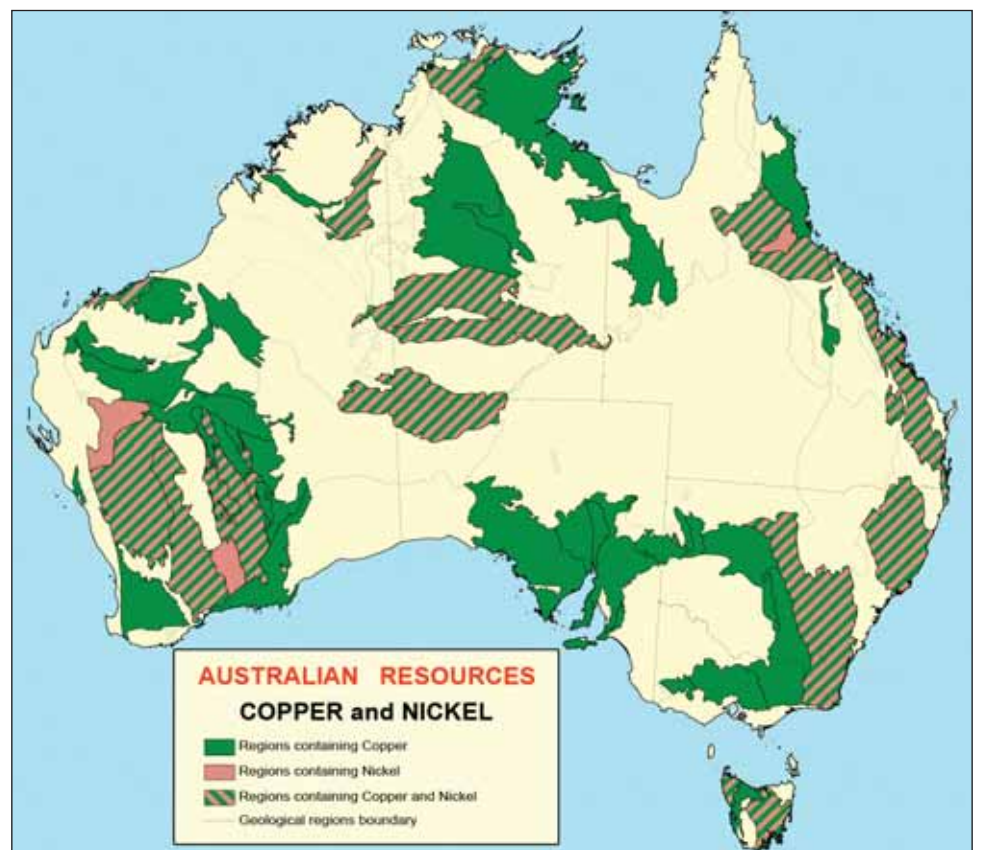 AUSTRALIAN RESOURCES
COPPER and NICKEL
Regions containing Copper
Regions containing Nickel
Regions containing Copper and Nickel
Geological regions boundary